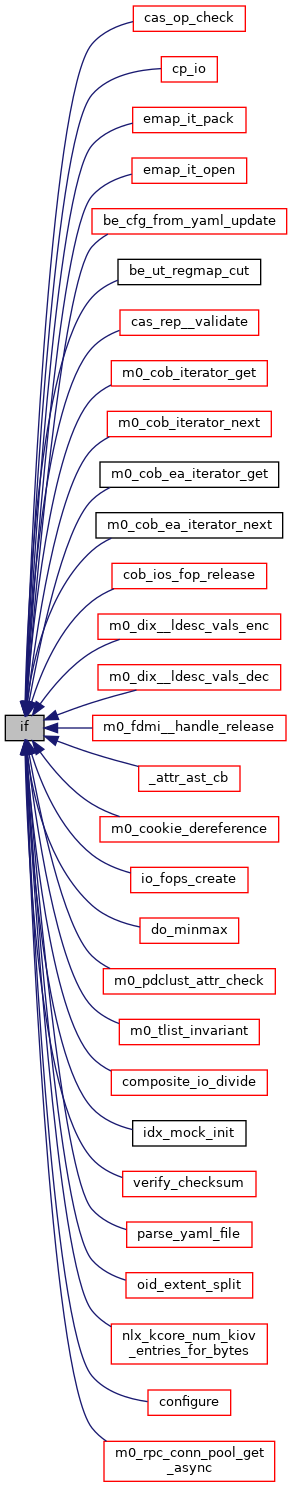 cas_op_check
cp_io
emap_it_pack
emap_it_open
be_cfg_from_yaml_update
be_ut_regmap_cut
cas_rep__validate
m0_cob_iterator_get
m0_cob_iterator_next
m0_cob_ea_iterator_get
m0_cob_ea_iterator_next
cob_ios_fop_release
m0_dix__ldesc_vals_enc
m0_dix__ldesc_vals_dec
if
m0_fdmi__handle_release
_attr_ast_cb
m0_cookie_dereference
io_fops_create
do_minmax
m0_pdclust_attr_check
m0_tlist_invariant
composite_io_divide
idx_mock_init
verify_checksum
parse_yaml_file
oid_extent_split
nlx_kcore_num_kiov
_entries_for_bytes
configure
m0_rpc_conn_pool_get
_async